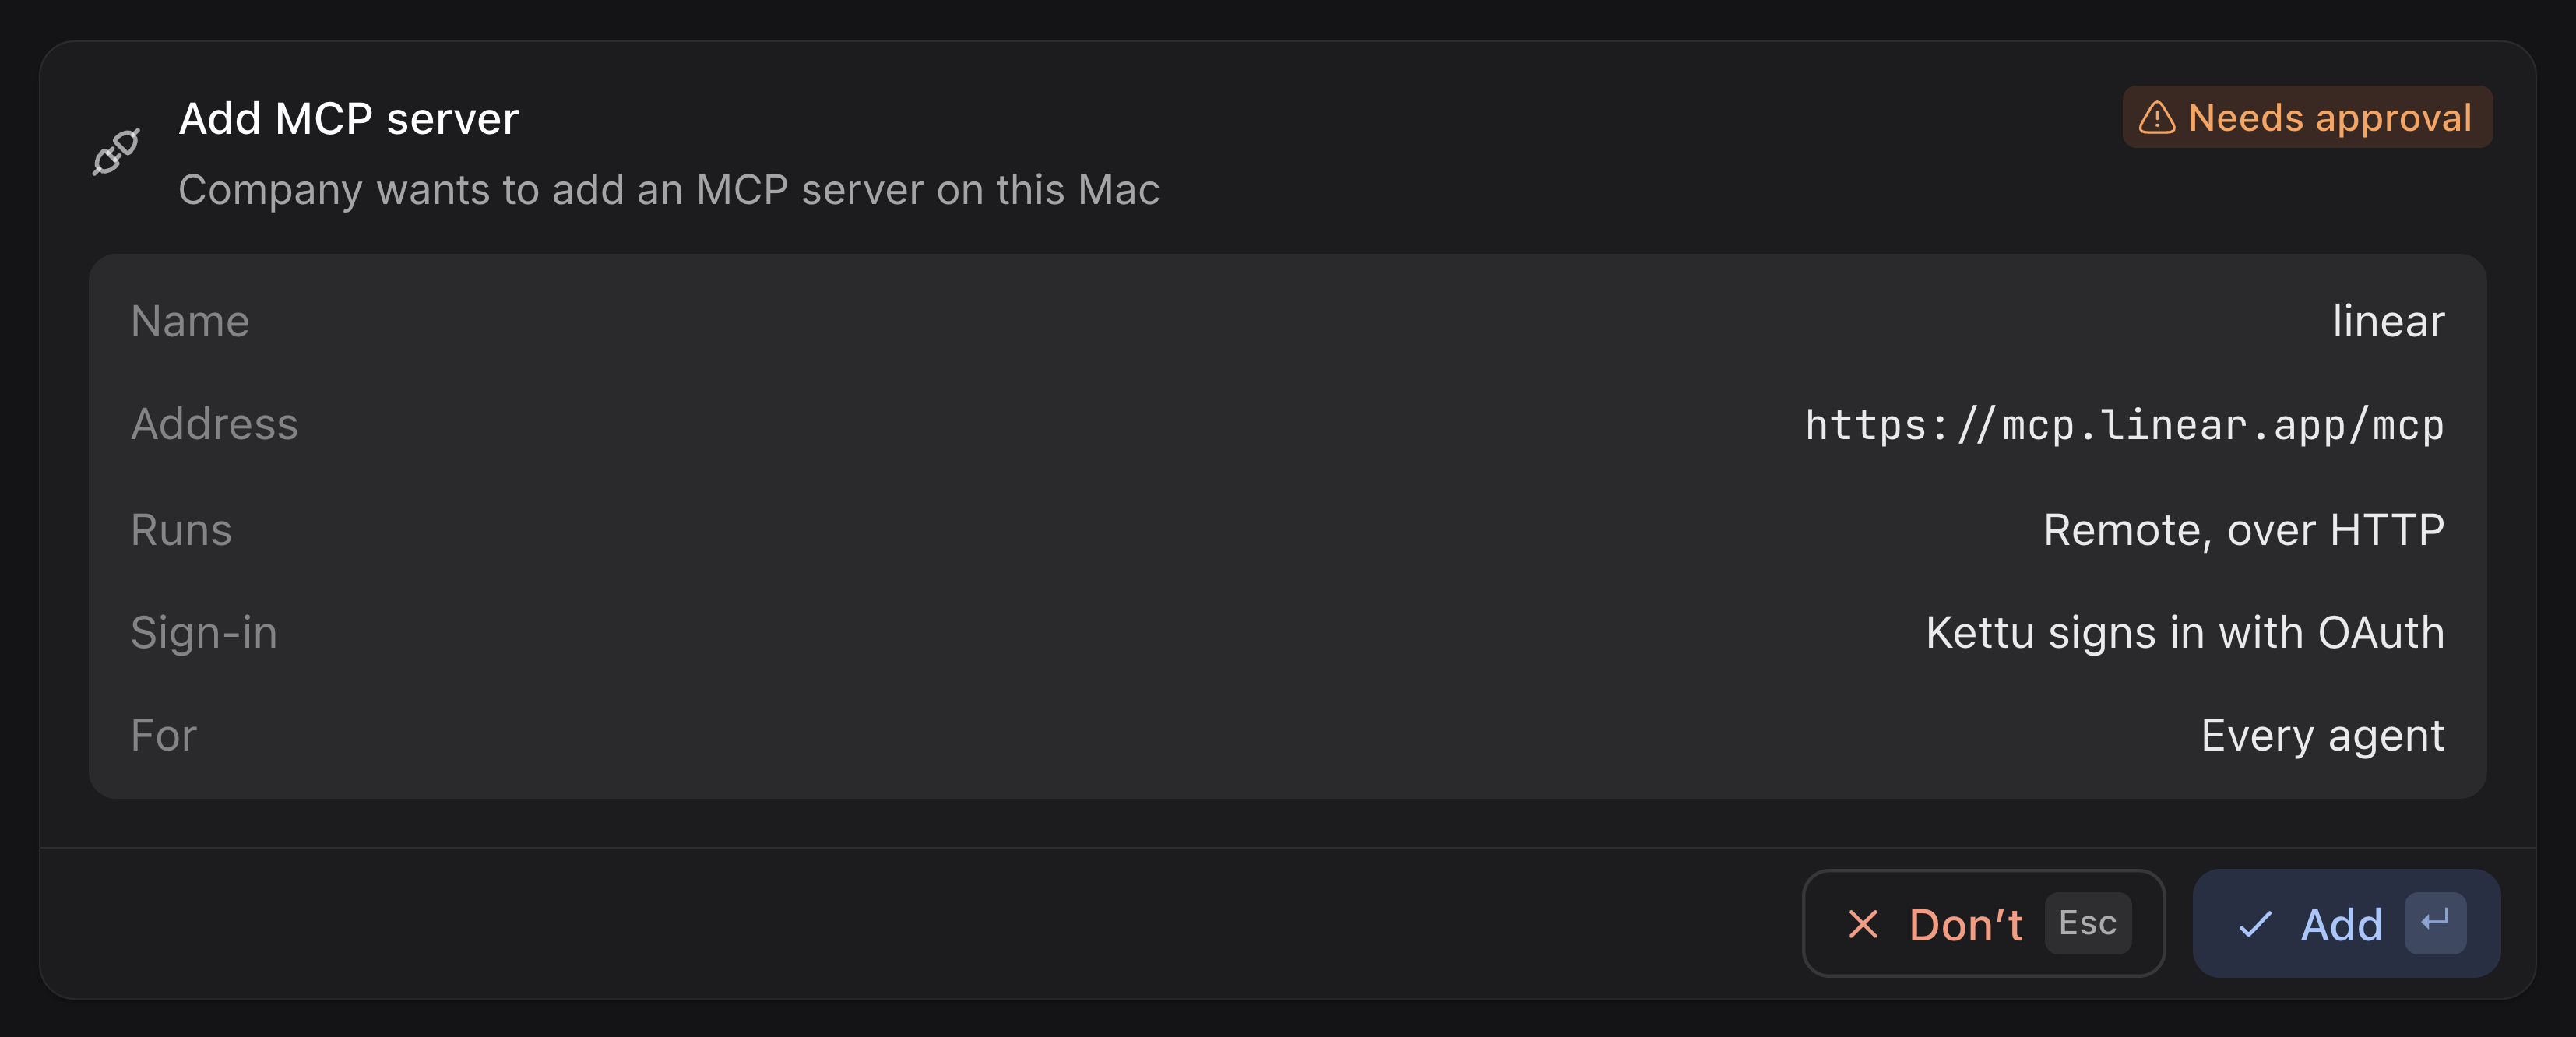 Add MCP server
Needs approval
Company wants to add an MCP server on this Mac
Name linear
Address https://mcp.linear.app/mcp
Runs Remote, over HTTP
Sign-in Kettu signs in with OAuth
For Every agent
Don’t Esc Add